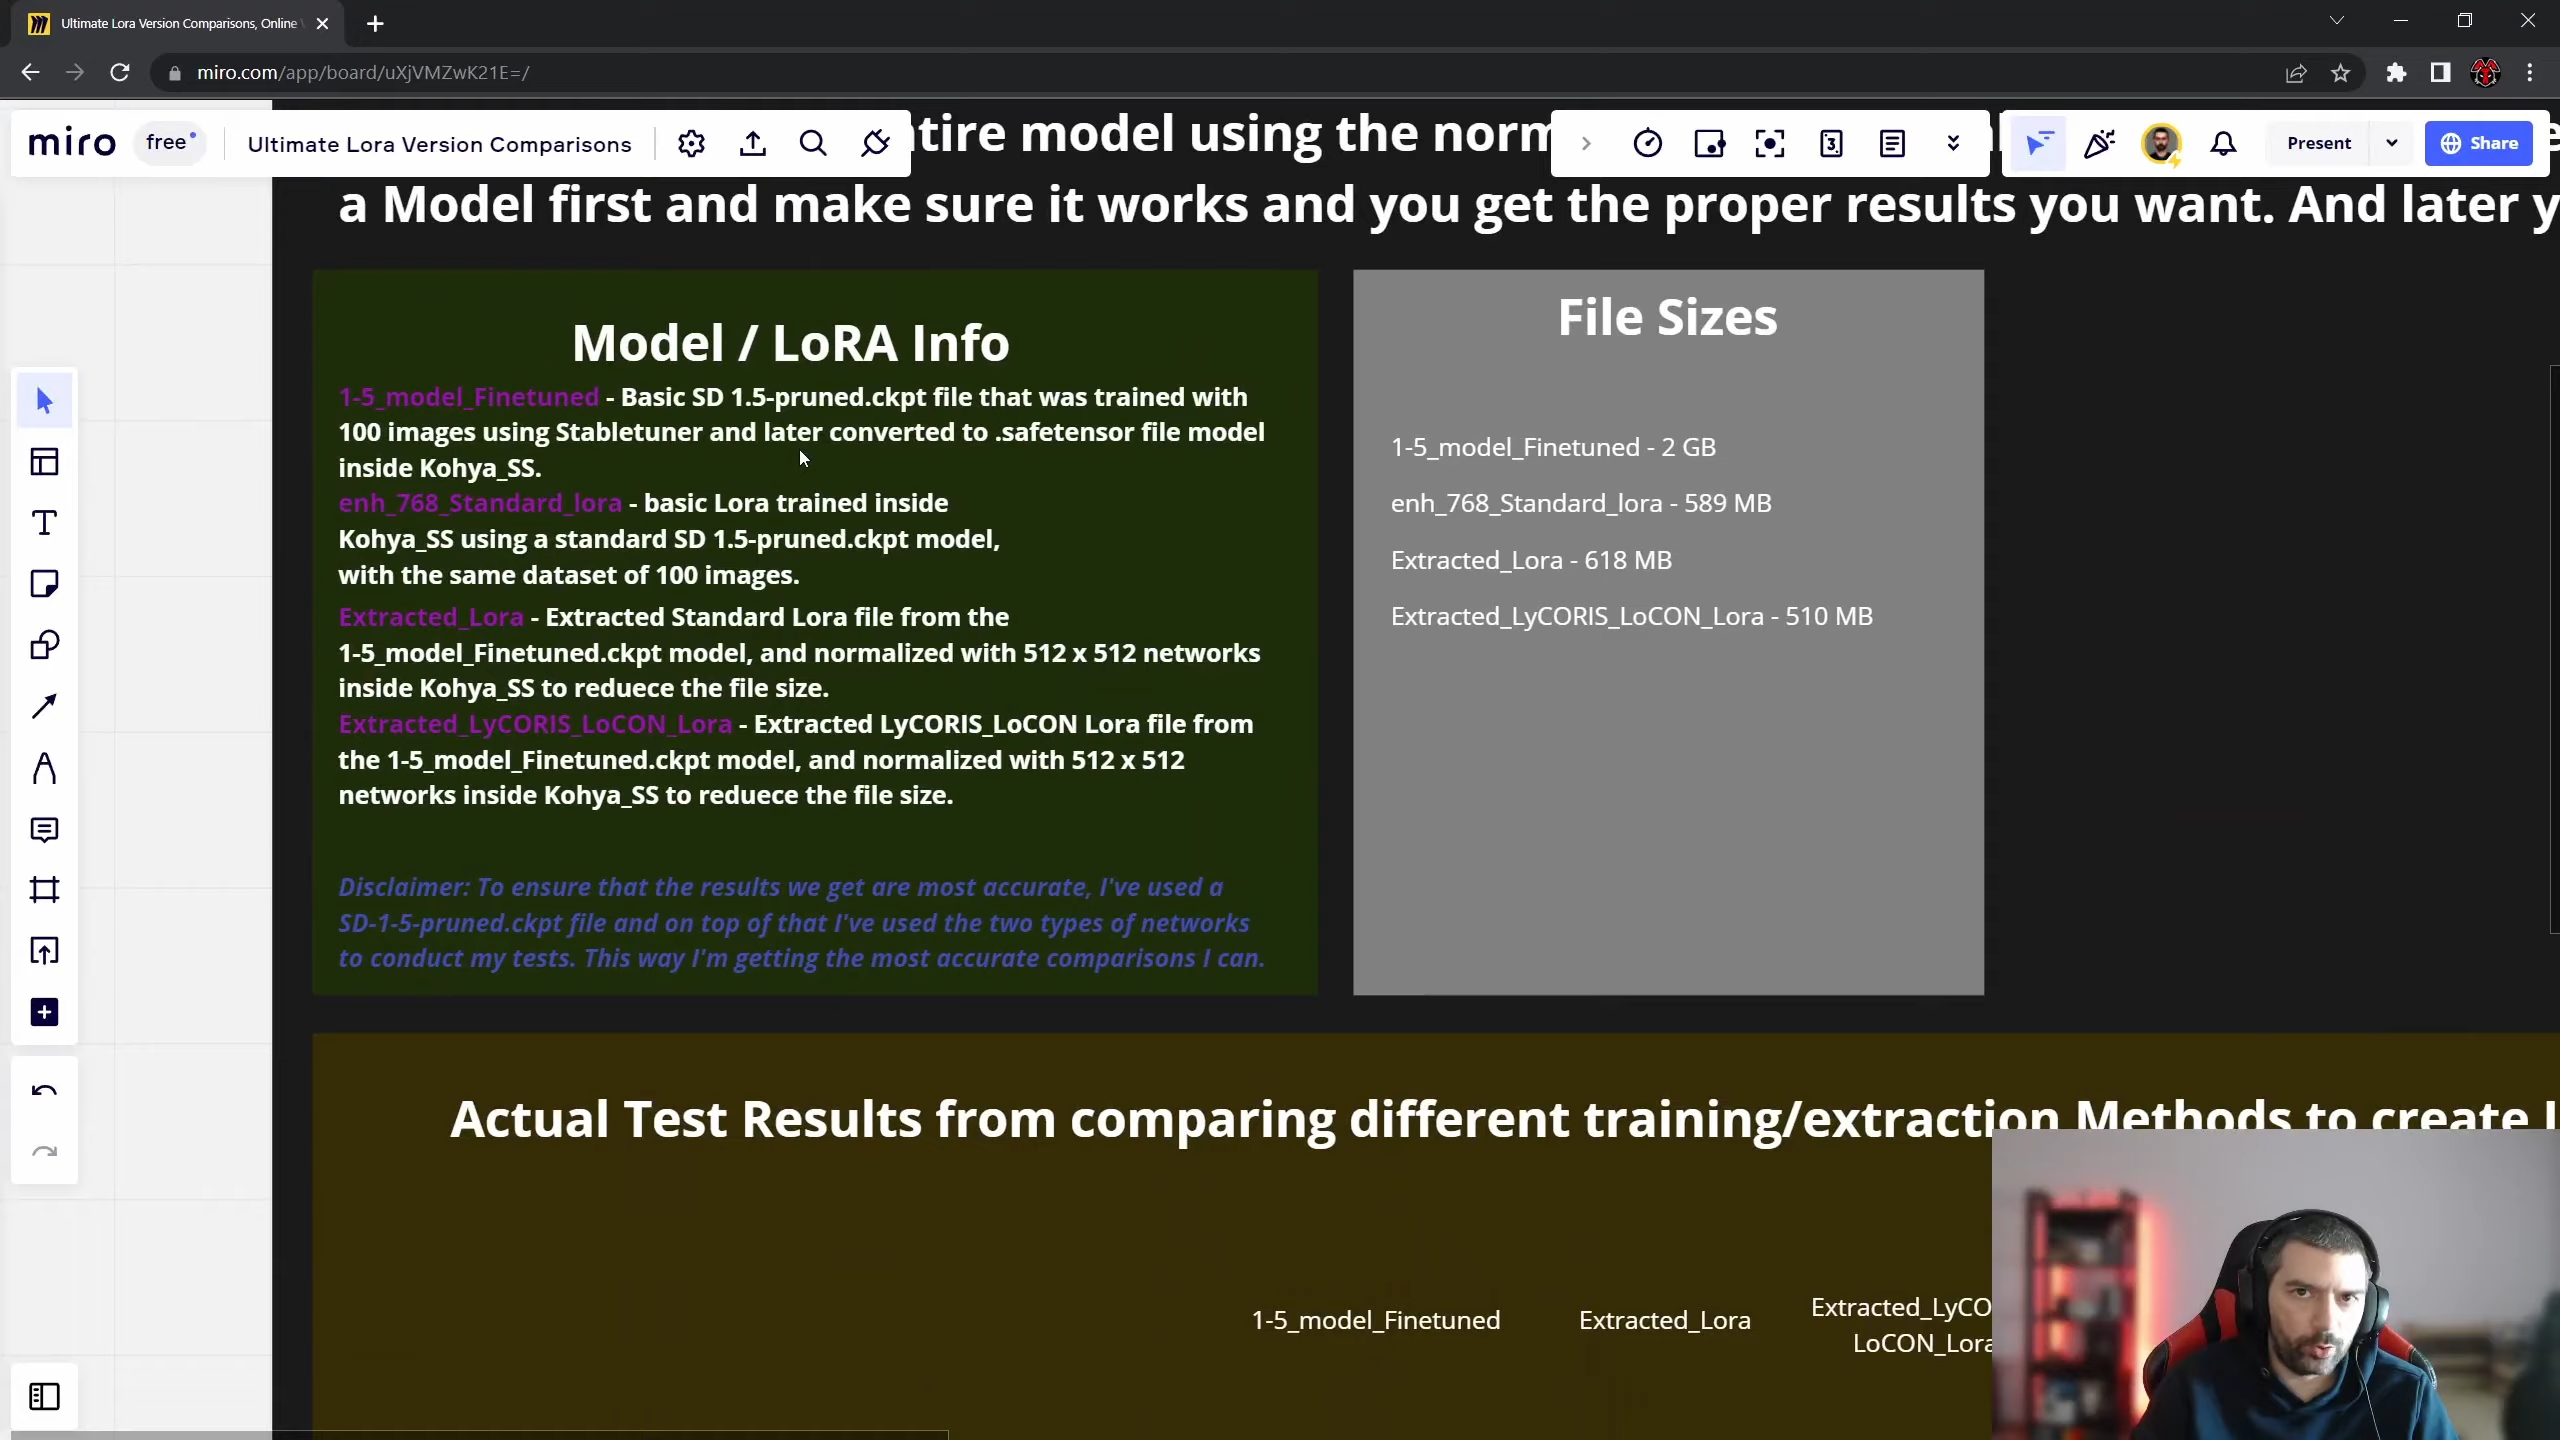 Ultimate Lora Version Comparisons, Online
miro.com/app/board/uXjVMZwK21E=/
miro
free
Ultimate Lora Version Comparisons
Present
Share
tire model using the norm
a Model first and make sure it works and you get the proper results you want. And later y
Model / LoRA Info
1-5_model_Finetuned - Basic SD 1.5-pruned.ckpt file that was trained with
100 images using Stabletuner and later converted to .safetensor file model
inside Kohya_SS.
enh_768_Standard_lora - basic Lora trained inside
Kohya_SS using a standard SD 1.5-pruned.ckpt model,
with the same dataset of 100 images.
Extracted_Lora - Extracted Standard Lora file from the
1-5_model_Finetuned.ckpt model, and normalized with 512 x 512 networks
inside Kohya_SS to reduece the file size.
Extracted_LyCORIS_LoCON_Lora - Extracted LyCORIS_LoCON Lora file from
the 1-5_model_Finetuned.ckpt model, and normalized with 512 x 512
networks inside Kohya_SS to reduece the file size.
Disclaimer: To ensure that the results we get are most accurate, I've used a
SD-1-5-pruned.ckpt file and on top of that I've used the two types of networks
to conduct my tests. This way I'm getting the most accurate comparisons I can.
File Sizes
1-5_model_Finetuned - 2 GB
enh_768_Standard_lora - 589 MB
Extracted_Lora - 618 MB
Extracted_LyCORIS_LoCON_Lora - 510 MB
Actual Test Results from comparing different training/extraction Methods to create
1-5_model_Finetuned
Extracted_Lora
Extracted_LyCO
LoCON_Lora